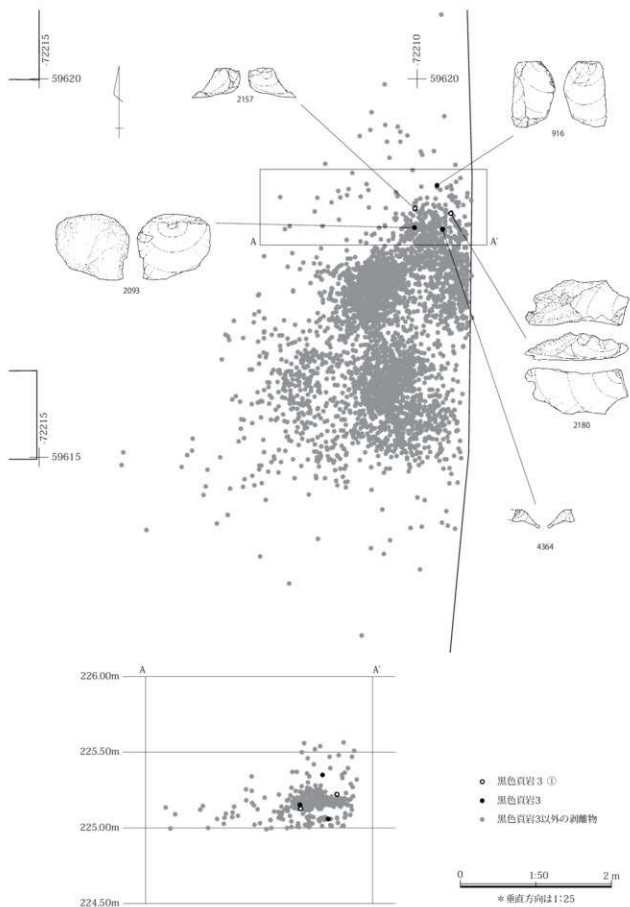 -72215
59620
-72210
59620
2157
916
2093
A
A'
2180
-72215
59615
4364
A
A'
226.00m
225.50m
225.00m
224.50m
黒色頁岩 3 ①
黒色頁岩3
黒色頁岩3以外の剥離物
0
1:50
2 m
＊垂直方向は1:25